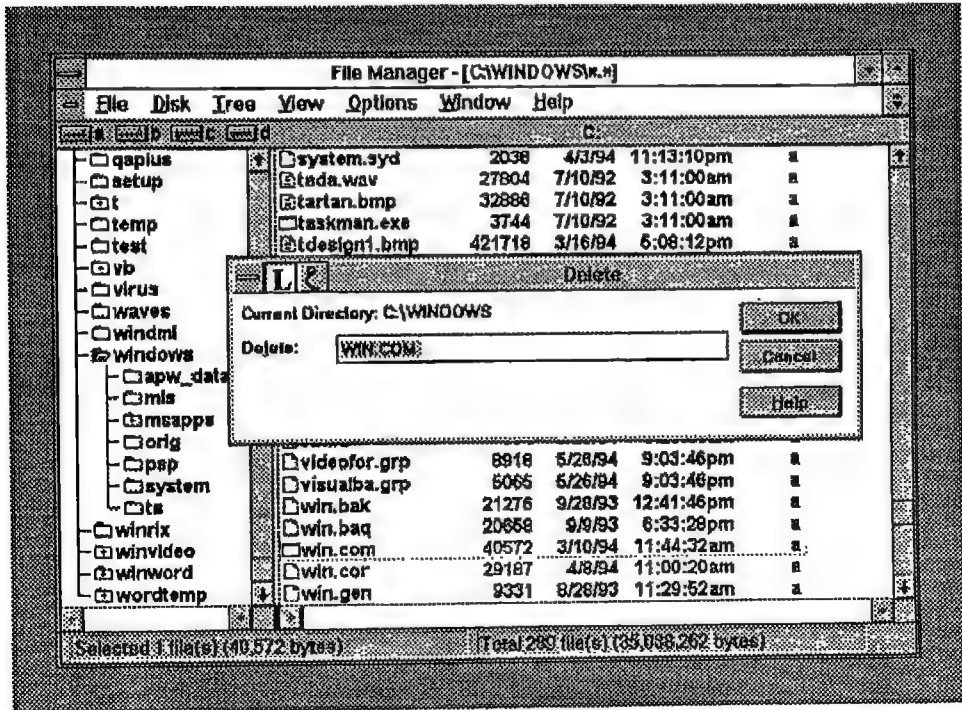 File Manager - [C:\WINDOWS\*.*]
File Disk Tree View Options Window Help
a b c d C:
qaplus
setup
t
temp
test
vb
virus
waves
windmi
windows
apw_data
mls
msapps
orig
psp
system
ts
winrix
winvideo
winword
wordtemp
system.syd 2036 4/3/94 11:13:10pm a
tada.wav 27804 7/10/92 3:11:00am a
tartan.bmp 32886 7/10/92 3:11:00am a
taskman.exe 3744 7/10/92 3:11:00am a
tdesign1.bmp 421718 3/16/94 5:08:12pm a
L Delete
Current Directory: C:\WINDOWS
Delete: WIN.COM
OK
Cancel
Help
videofor.grp 8918 5/26/94 9:03:46pm a
visualba.grp 5065 5/26/94 9:03:46pm a
win.bak 21276 9/28/93 12:41:46pm a
win.baq 20658 9/9/93 6:33:28pm a
win.com 40572 3/10/94 11:44:32am a
win.cor 29187 4/8/94 11:00:20am a
win.gen 9331 8/28/93 11:29:52am a
Selected 1 file(s) (40,572 bytes) Total 289 file(s) (35,088,262 bytes)